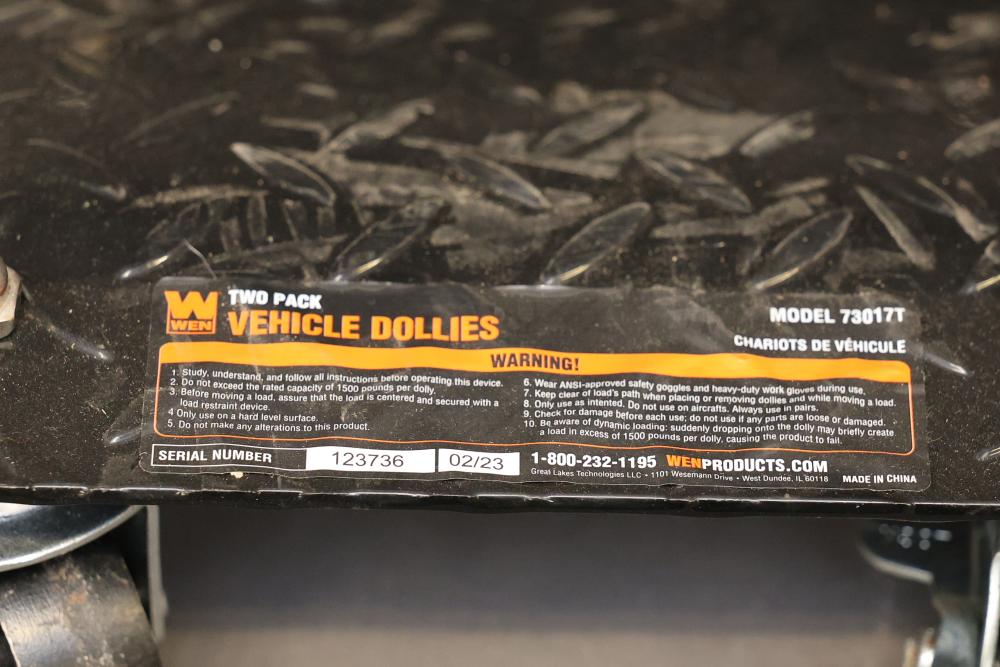 WEN
TWO PACK
VEHICLE DOLLIES
MODEL 73017T
CHARIOTS DE VÉHICULE
WARNING!
1. Study, understand, and follow all instructions before operating this device.
2. Do not exceed the rated capacity of 1500 pounds per dolly.
3. Before moving a load, assure that the load is centered and secured with a
load restraint device.
4 Only use on a hard level surface.
5. Do not make any alterations to this product.
6. Wear ANSI-approved safety goggles and heavy-duty work gloves during use.
7. Keep clear of load's path when placing or removing dollies and while moving a load.
8. Only use as intended. Do not use on aircrafts. Always use in pairs.
9. Check for damage before each use; do not use if any parts are loose or damaged.
10. Be aware of dynamic loading: suddenly dropping onto the dolly may briefly create
a load in excess of 1500 pounds per dolly, causing the product to fail.
SERIAL NUMBER
123736
02/23
1-800-232-1195 WENPRODUCTS.COM
Great Lakes Technologies LLC • 1101 Wesemann Drive • West Dundee, IL 60118
MADE IN CHINA